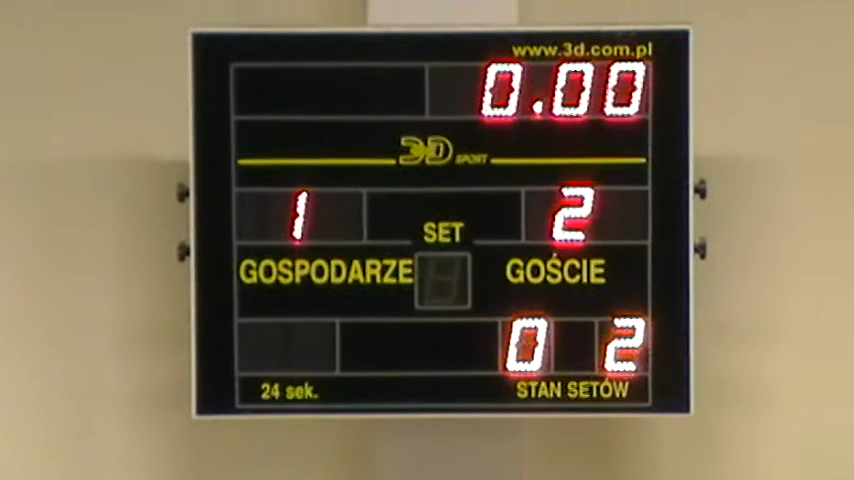 www.3d.com.pl
0.00
3D SPORT
1 2
SET
GOSPODARZE GOŚCIE
0 2
24 sek. STAN SETÓW